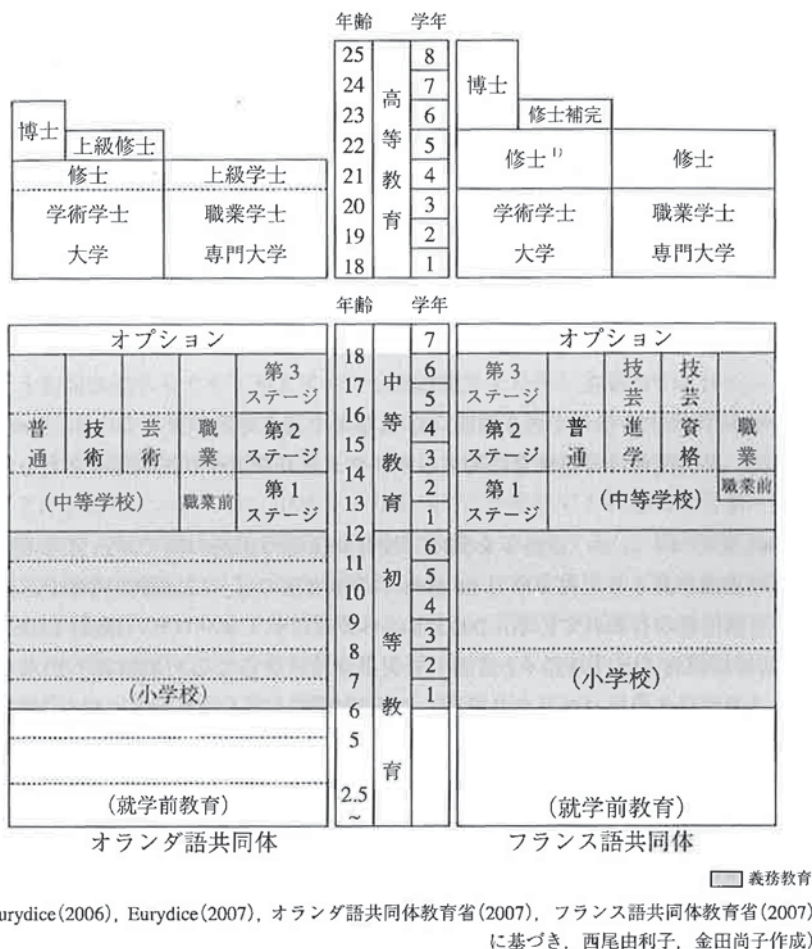 年齢 学年
25 8
24 7
23 6
22 5
21 4
20 3
19 2
18 1
高等教育
博士
上級修士
修士 上級学士
学術学士 職業学士
大学 専門大学
博士
修士補完
修士 1) 修士
学術学士 職業学士
大学 専門大学
年齢 学年
オプション 7 オプション
18 6
17 5
16 4
15 3
14 2
13 1
12 6
11 5
10 4
9 3
8 2
7 1
6
5
2.5
~
中等教育
初等教育
普通
技術
芸術
職業
第3
ステージ
第2
ステージ
第1
ステージ
(中等学校) 職業前
(小学校)
(就学前教育)
オランダ語共同体
第3
ステージ
第2
ステージ
第1
ステージ
普通
技・芸進学
技・芸資格
職業
(中等学校) 職業前
(小学校)
(就学前教育)
フランス語共同体
義務教育
urydice(2006), Eurydice(2007), オランダ語共同体教育省(2007), フランス語共同体教育省(2007)
に基づき,西尾由利子,金田尚子作成)